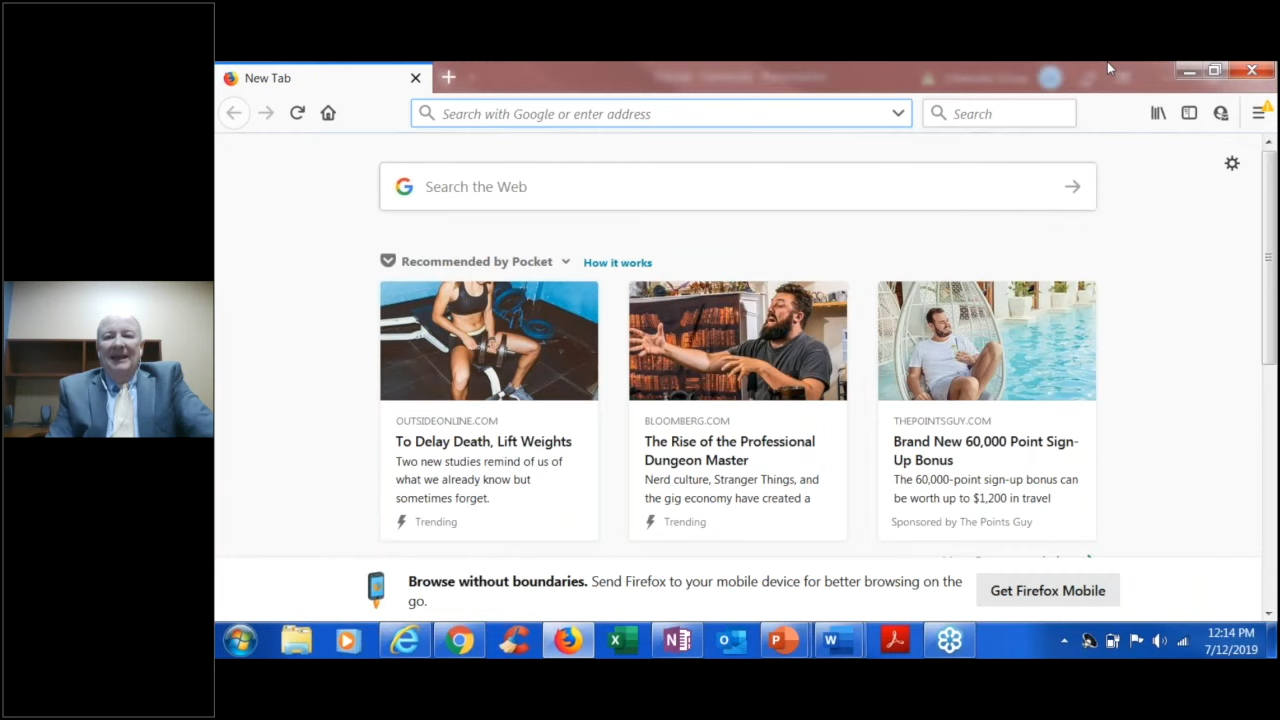 New Tab
Search with Google or enter address
Search
Search the Web
Recommended by Pocket
How it works
OUTSIDEONLINE.COM
To Delay Death, Lift Weights
Two new studies remind of us of
what we already know but
sometimes forget.
Trending
BLOOMBERG.COM
The Rise of the Professional
Dungeon Master
Nerd culture, Stranger Things, and
the gig economy have created a
Trending
THEPOINTSGUY.COM
Brand New 60,000 Point Sign-
Up Bonus
The 60,000-point sign-up bonus can
be worth up to $1,200 in travel
Sponsored by The Points Guy
Browse without boundaries. Send Firefox to your mobile device for better browsing on the
go.
Get Firefox Mobile
12:14 PM
7/12/2019